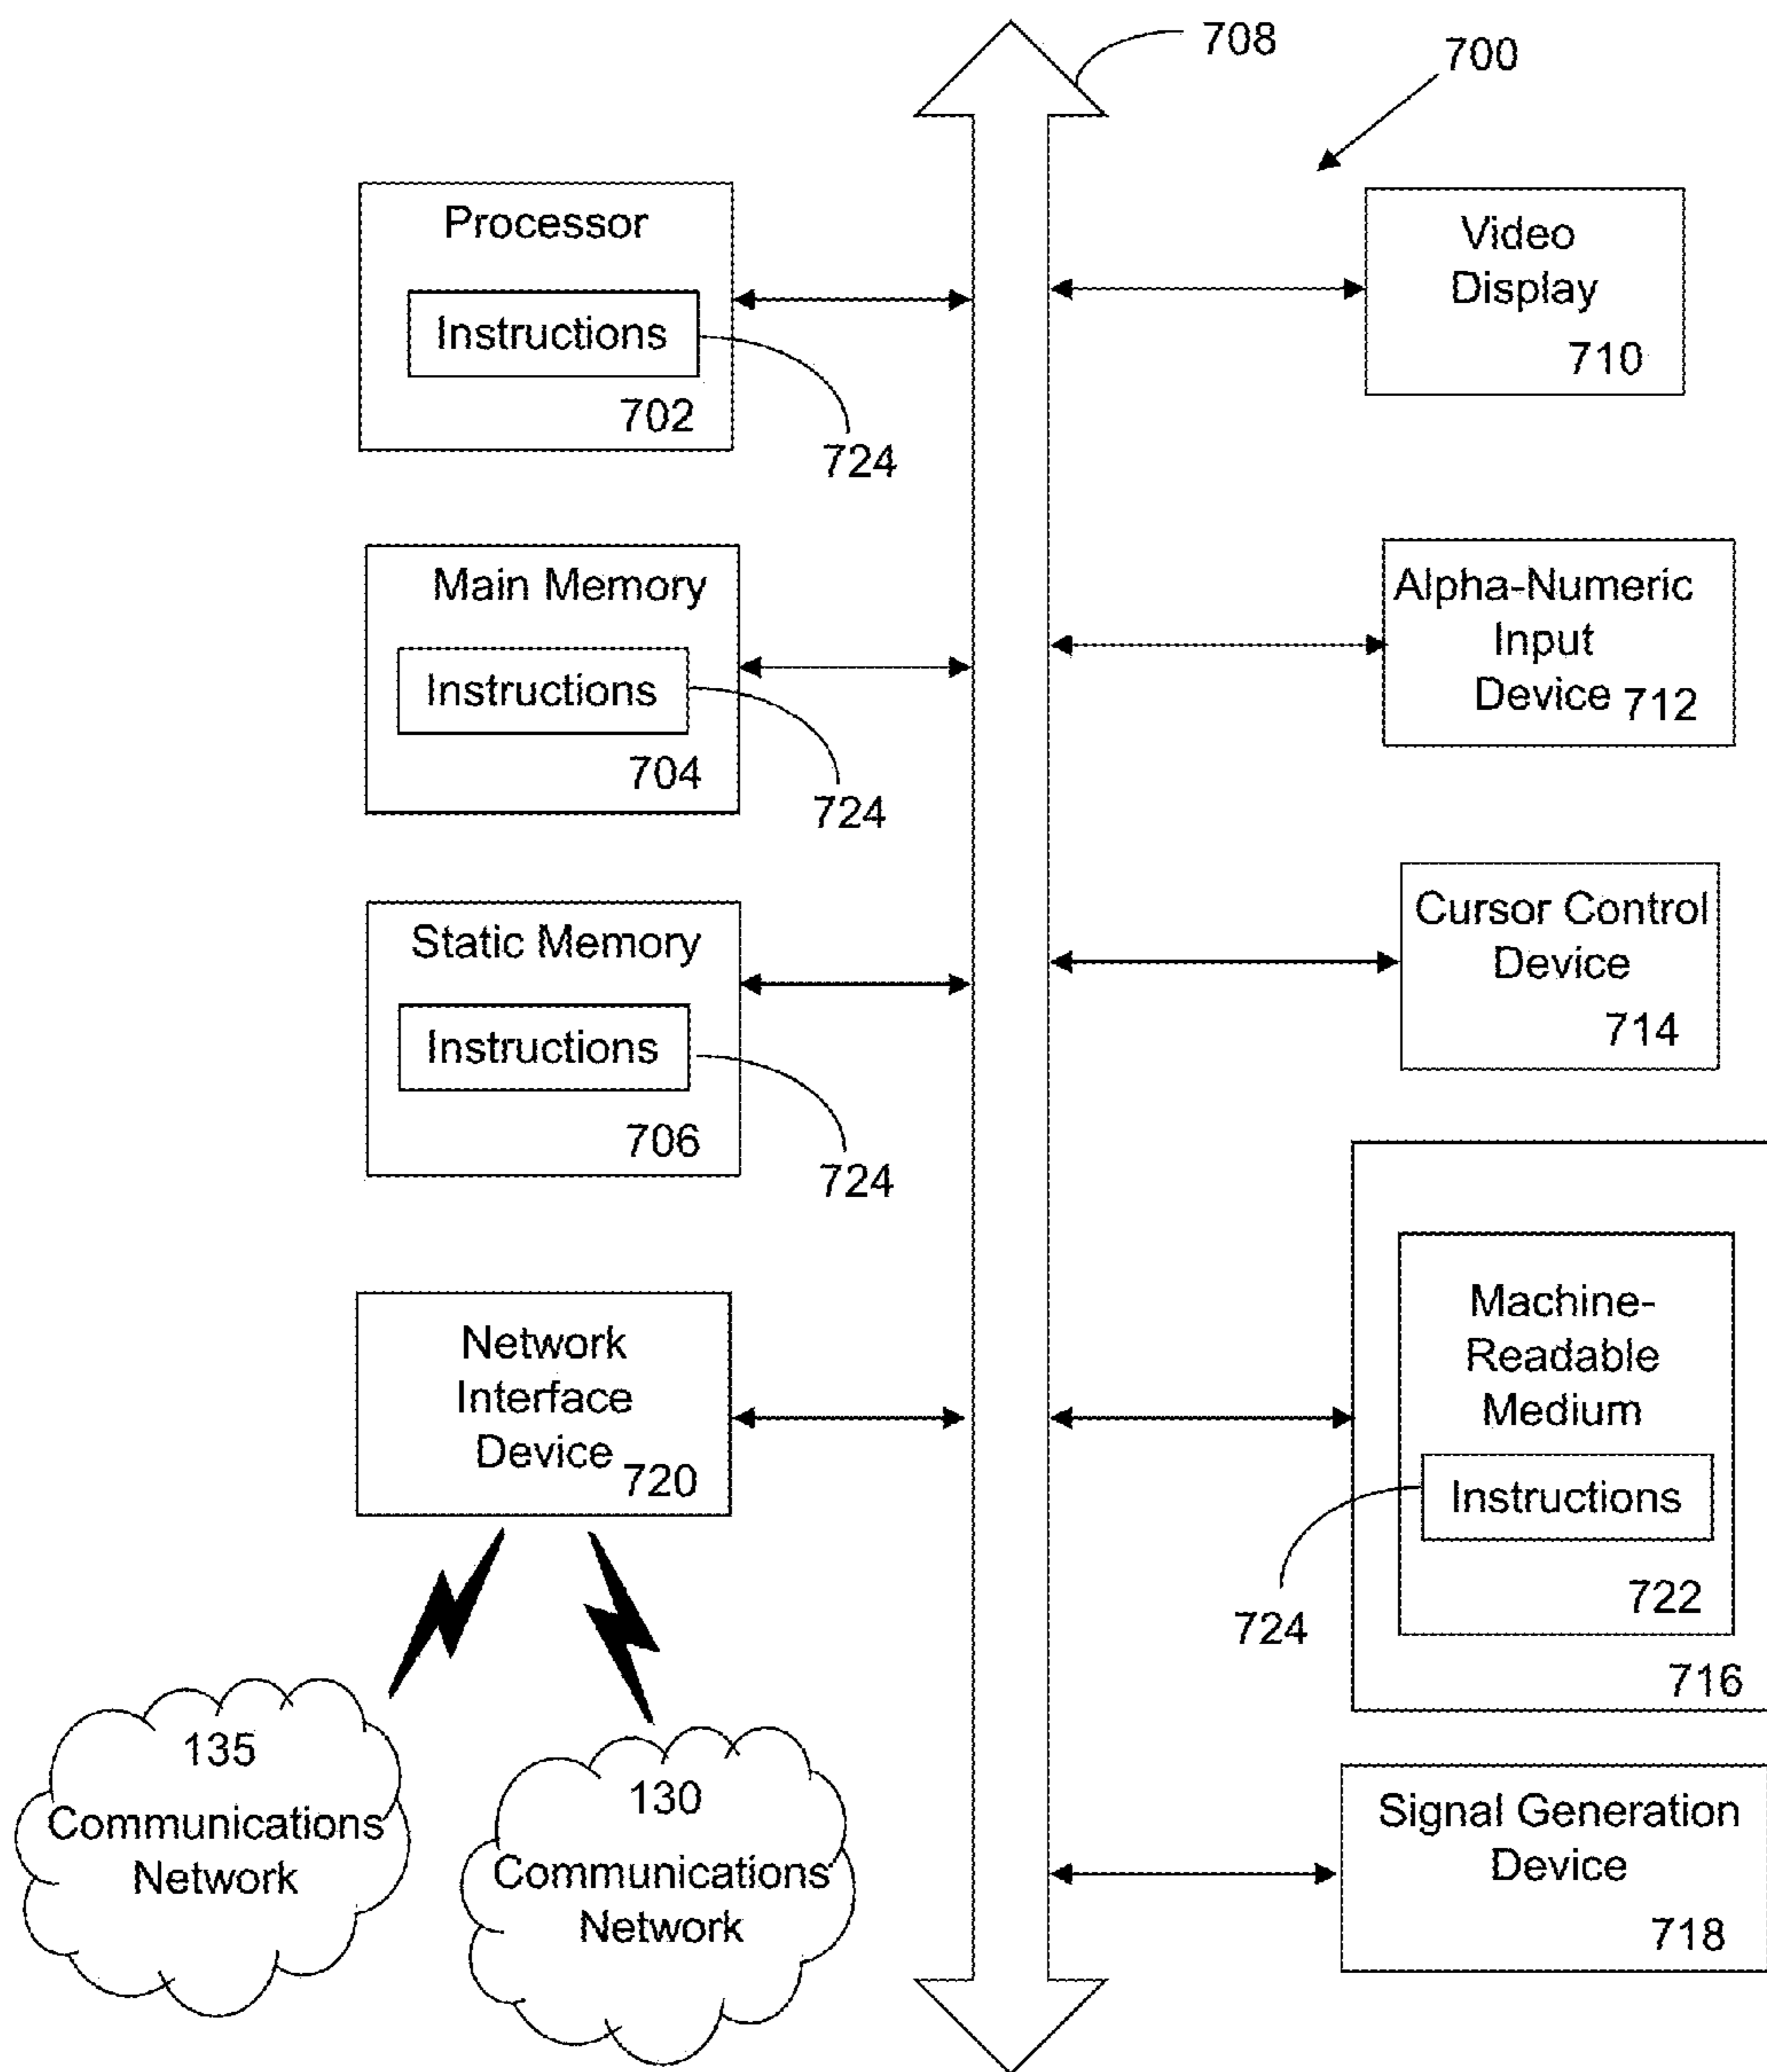 708
700
Processor
Instructions
702
724
Video
Display
710
Main Memory
Instructions
704
724
Alpha-Numeric
Input
Device 712
Static Memory
Instructions
706
724
Cursor Control
Device
714
Network
Interface
Device 720
Machine-
Readable
Medium
Instructions
722
724
716
135
Communications
Network
130
Communications
Network
Signal Generation
Device
718